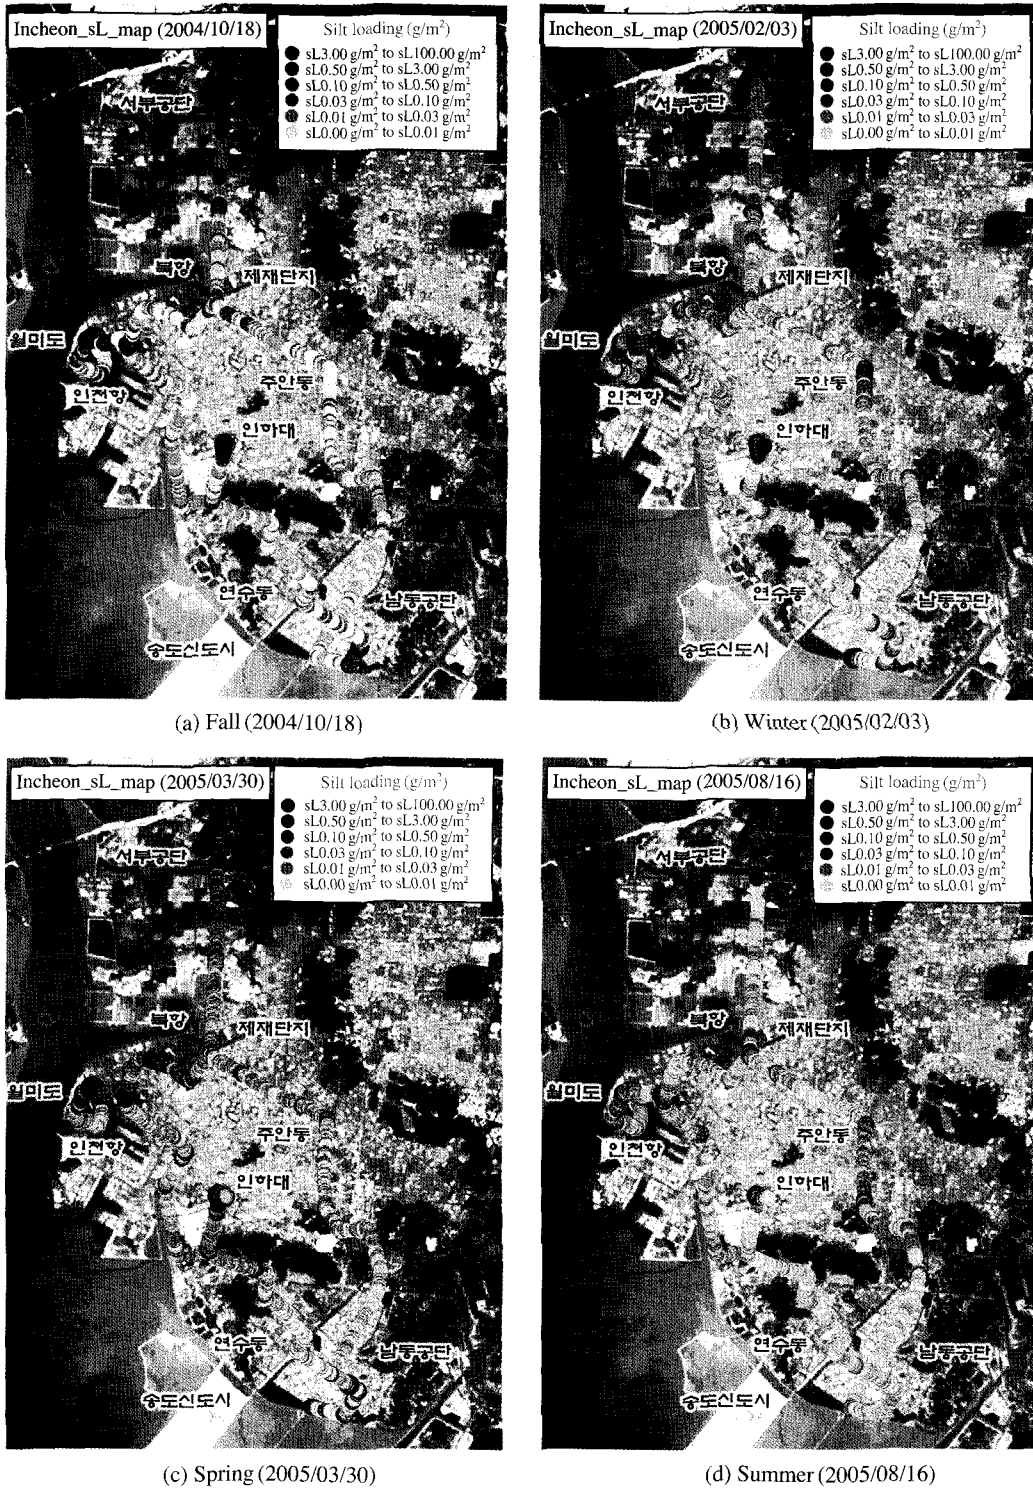 Incheon_sL_map (2004/10/18)
Silt loading (g/m²)
sL3.00 g/m² to sL100.00 g/m²
sL0.50 g/m² to sL3.00 g/m²
sL0.10 g/m² to sL0.50 g/m²
sL0.03 g/m² to sL0.10 g/m²
sL0.01 g/m² to sL0.03 g/m²
sL0.00 g/m² to sL0.01 g/m²
서부공단
북항
제재단지
월미도
인천항
주안동
인하대
연수동
남동공단
송도신도시
(a) Fall (2004/10/18)
Incheon_sL_map (2005/02/03)
Silt loading (g/m²)
sL3.00 g/m² to sL100.00 g/m²
sL0.50 g/m² to sL3.00 g/m²
sL0.10 g/m² to sL0.50 g/m²
sL0.03 g/m² to sL0.10 g/m²
sL0.01 g/m² to sL0.03 g/m²
sL0.00 g/m² to sL0.01 g/m²
서부공단
북항
제재단지
월미도
인천항
주안동
인하대
연수동
남동공단
송도신도시
(b) Winter (2005/02/03)
Incheon_sL_map (2005/03/30)
Silt loading (g/m²)
sL3.00 g/m² to sL100.00 g/m²
sL0.50 g/m² to sL3.00 g/m²
sL0.10 g/m² to sL0.50 g/m²
sL0.03 g/m² to sL0.10 g/m²
sL0.01 g/m² to sL0.03 g/m²
sL0.00 g/m² to sL0.01 g/m²
서부공단
북항
제재단지
월미도
인천항
주안동
인하대
연수동
남동공단
송도신도시
(c) Spring (2005/03/30)
Incheon_sL_map (2005/08/16)
Silt loading (g/m²)
sL3.00 g/m² to sL100.00 g/m²
sL0.50 g/m² to sL3.00 g/m²
sL0.10 g/m² to sL0.50 g/m²
sL0.03 g/m² to sL0.10 g/m²
sL0.01 g/m² to sL0.03 g/m²
sL0.00 g/m² to sL0.01 g/m²
서부공단
북항
제재단지
월미도
인천항
주안동
인하대
연수동
남동공단
송도신도시
(d) Summer (2005/08/16)